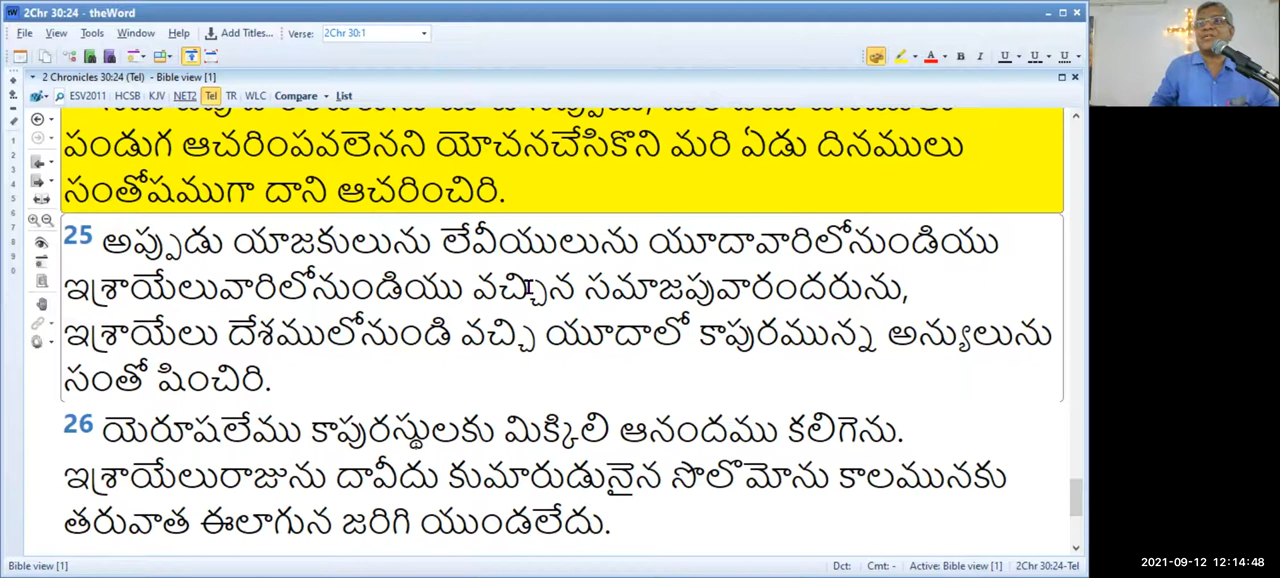 2Chr 30:24 - theWord
File View Tools Window Help Add Titles... Verse: 2Chr 30:1
2 Chronicles 30:24 (Tel) - Bible view [1]
ESV2011 HCSB KJV NET2 Tel TR WLC Compare List
పండుగ ఆచరింపవలెనని యోచనచేసికొని మరి ఏడు దినములు
సంతోషముగా దాని ఆచరించిరి.
25 అప్పుడు యాజకులును లేవీయులును యూదావారిలోనుండియు
ఇశ్రాయేలువారిలోనుండియు వచ్చిన సమాజపువారందరును,
ఇశ్రాయేలు దేశములోనుండి వచ్చి యూదాలో కాపురమున్న అన్యులును
సంతో షించిరి.
26 యెరూషలేము కాపురస్థులకు మిక్కిలి ఆనందము కలిగెను.
ఇశ్రాయేలురాజును దావీదు కుమారుడునైన సొలొమోను కాలమునకు
తరువాత ఈలాగున జరిగి యుండలేదు.
Bible view [1] Dct: Cmt: - Active: Bible view [1] 2Chr 30:24-Tel
2021-09-12 12:14:48